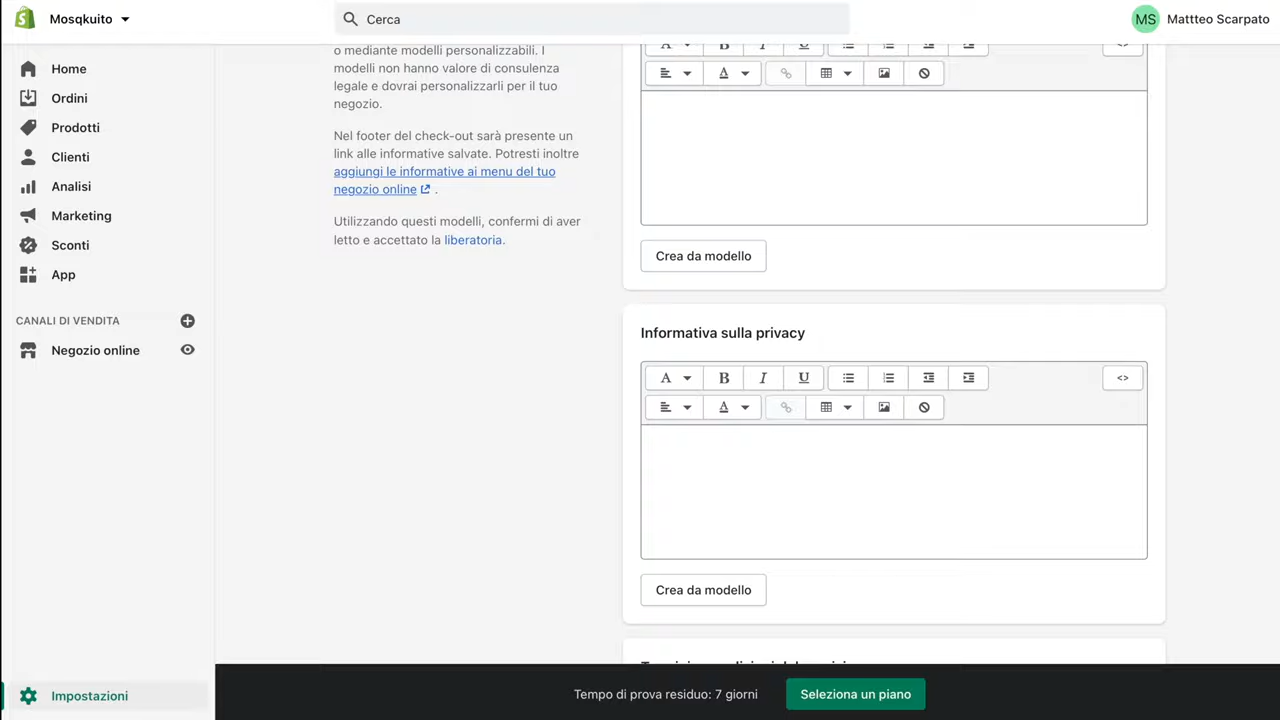 Mosqkuito
Cerca
MS
Mattteo Scarpato
Home
Ordini
Prodotti
Clienti
Analisi
Marketing
Sconti
App
CANALI DI VENDITA
Negozio online
Impostazioni
o mediante modelli personalizzabili. I
modelli non hanno valore di consulenza
legale e dovrai personalizzarli per il tuo
negozio.
Nel footer del check-out sarà presente un
link alle informative salvate. Potresti inoltre
aggiungi le informative ai menu del tuo
negozio online .
Utilizzando questi modelli, confermi di aver
letto e accettato la liberatoria.
A B I U <>
A
Crea da modello
Informativa sulla privacy
A B I U <>
A
Crea da modello
Tempo di prova residuo: 7 giorni
Seleziona un piano